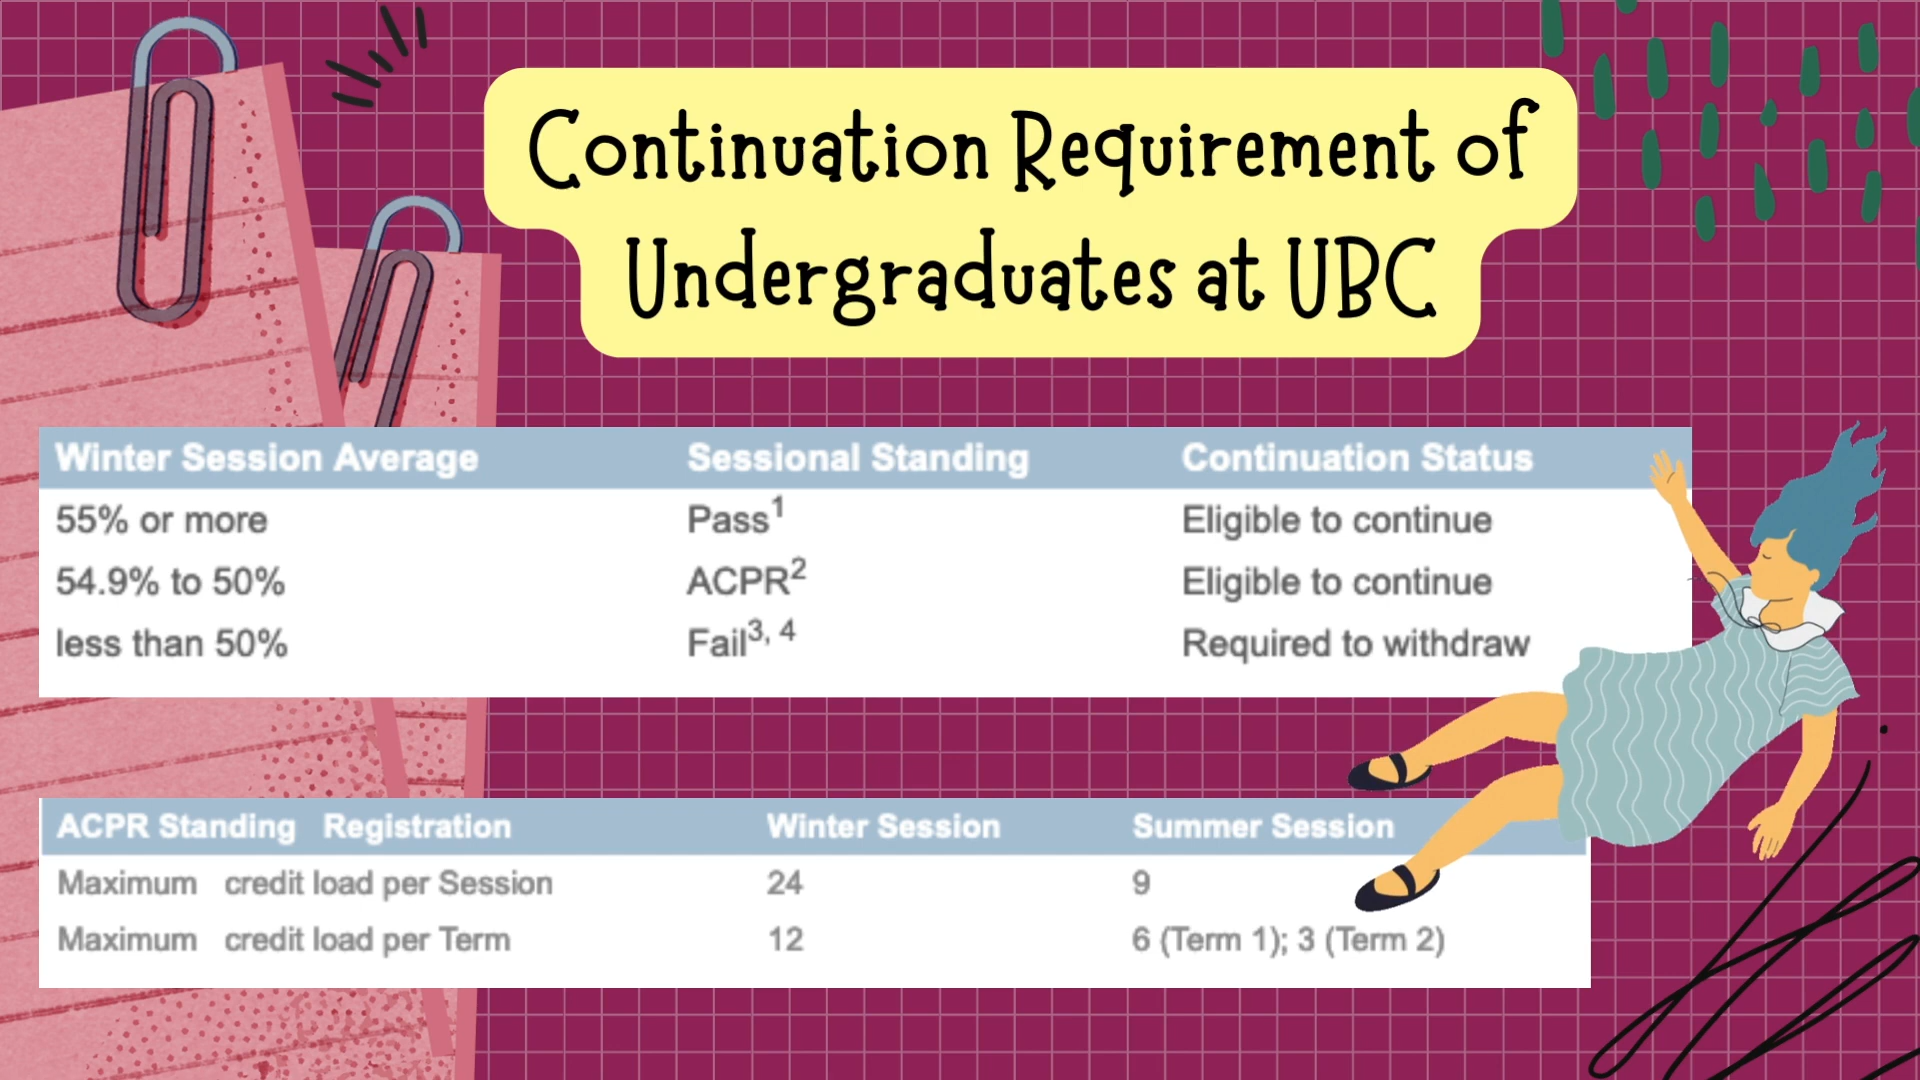 Continuation Requirement of
Undergraduates at UBC
Winter Session Average Sessional Standing Continuation Status
55% or more Pass1 Eligible to continue
54.9% to 50% ACPR2 Eligible to continue
less than 50% Fail3, 4 Required to withdraw
ACPR Standing Registration Winter Session Summer Session
Maximum credit load per Session 24 9
Maximum credit load per Term 12 6 (Term 1); 3 (Term 2)